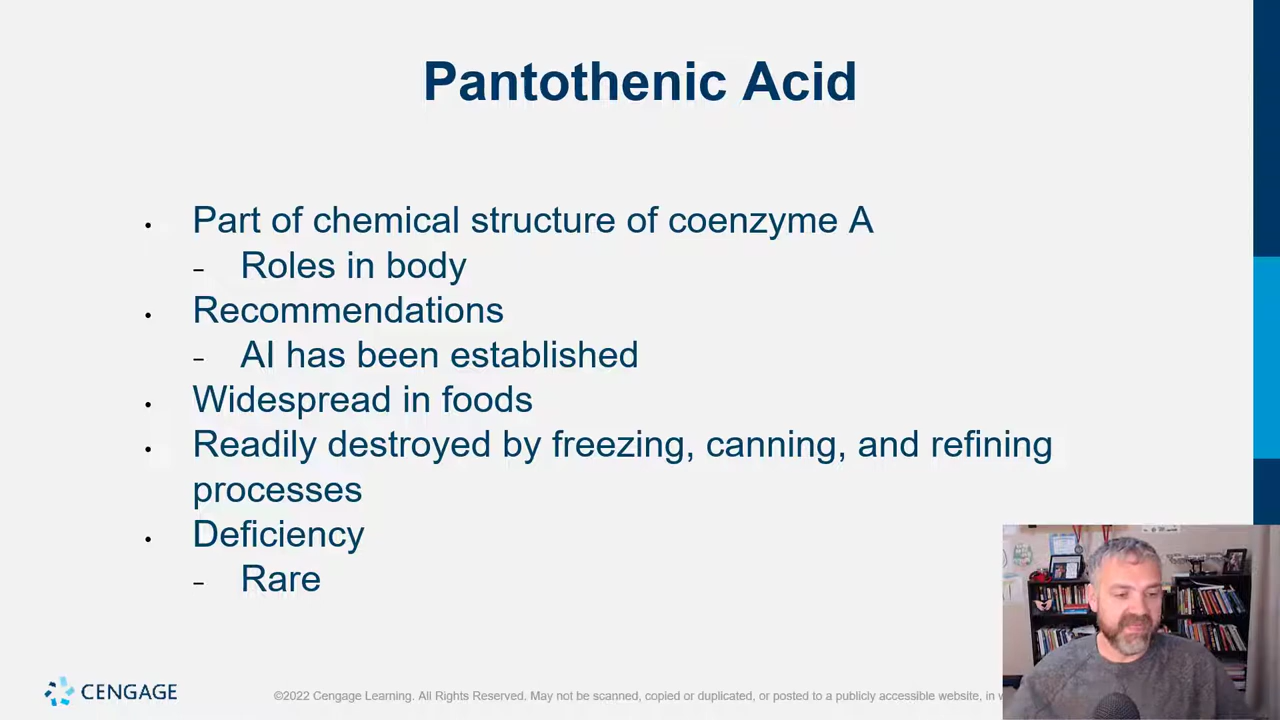 Pantothenic Acid
• Part of chemical structure of coenzyme A
– Roles in body
• Recommendations
– AI has been established
• Widespread in foods
• Readily destroyed by freezing, canning, and refining
processes
• Deficiency
– Rare
CENGAGE
©2022 Cengage Learning. All Rights Reserved. May not be scanned, copied or duplicated, or posted to a publicly accessible website, in